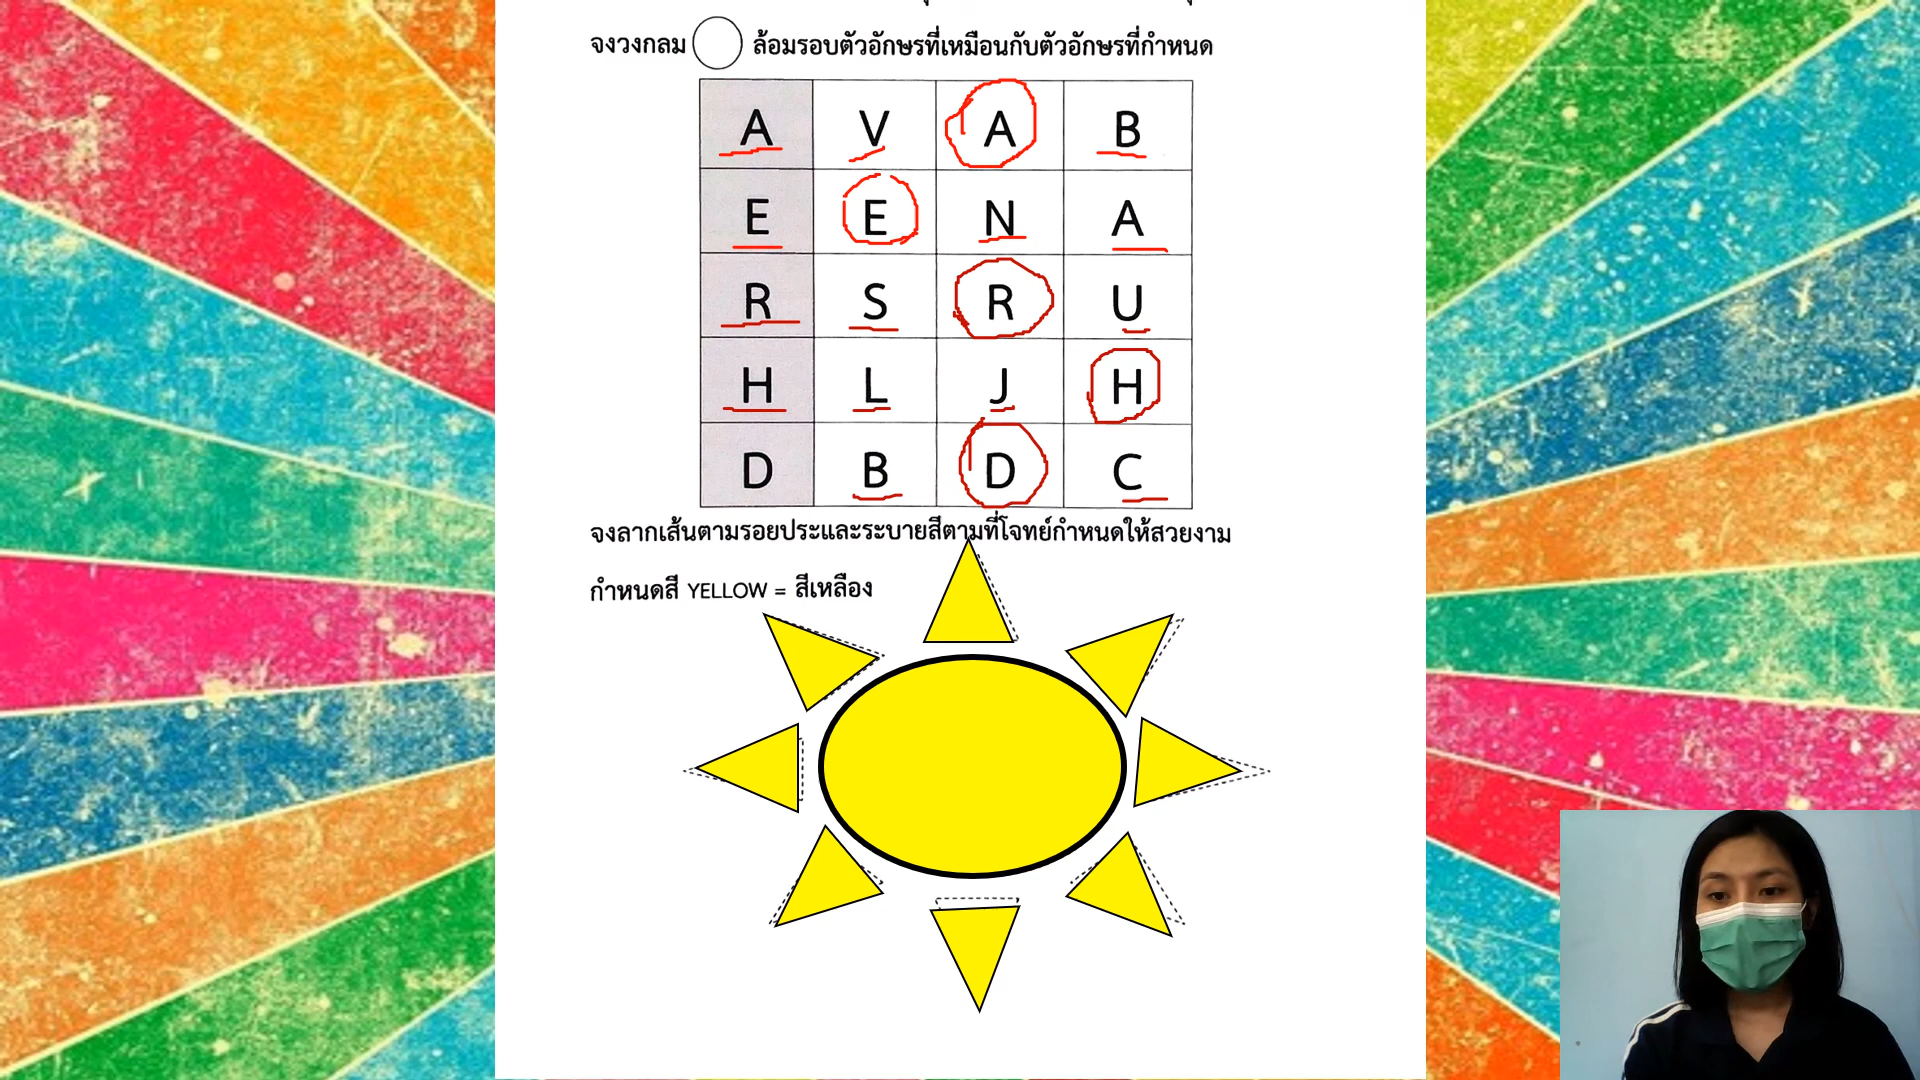 จงวงกลม ล้อมรอบตัวอักษรที่เหมือนกับตัวอักษรที่กำหนด
A V A B
E E N A
R S R U
H L J H
D B D C
จงลากเส้นตามรอยประและระบายสีตามที่โจทย์กำหนดให้สวยงาม
กำหนดสี YELLOW = สีเหลือง